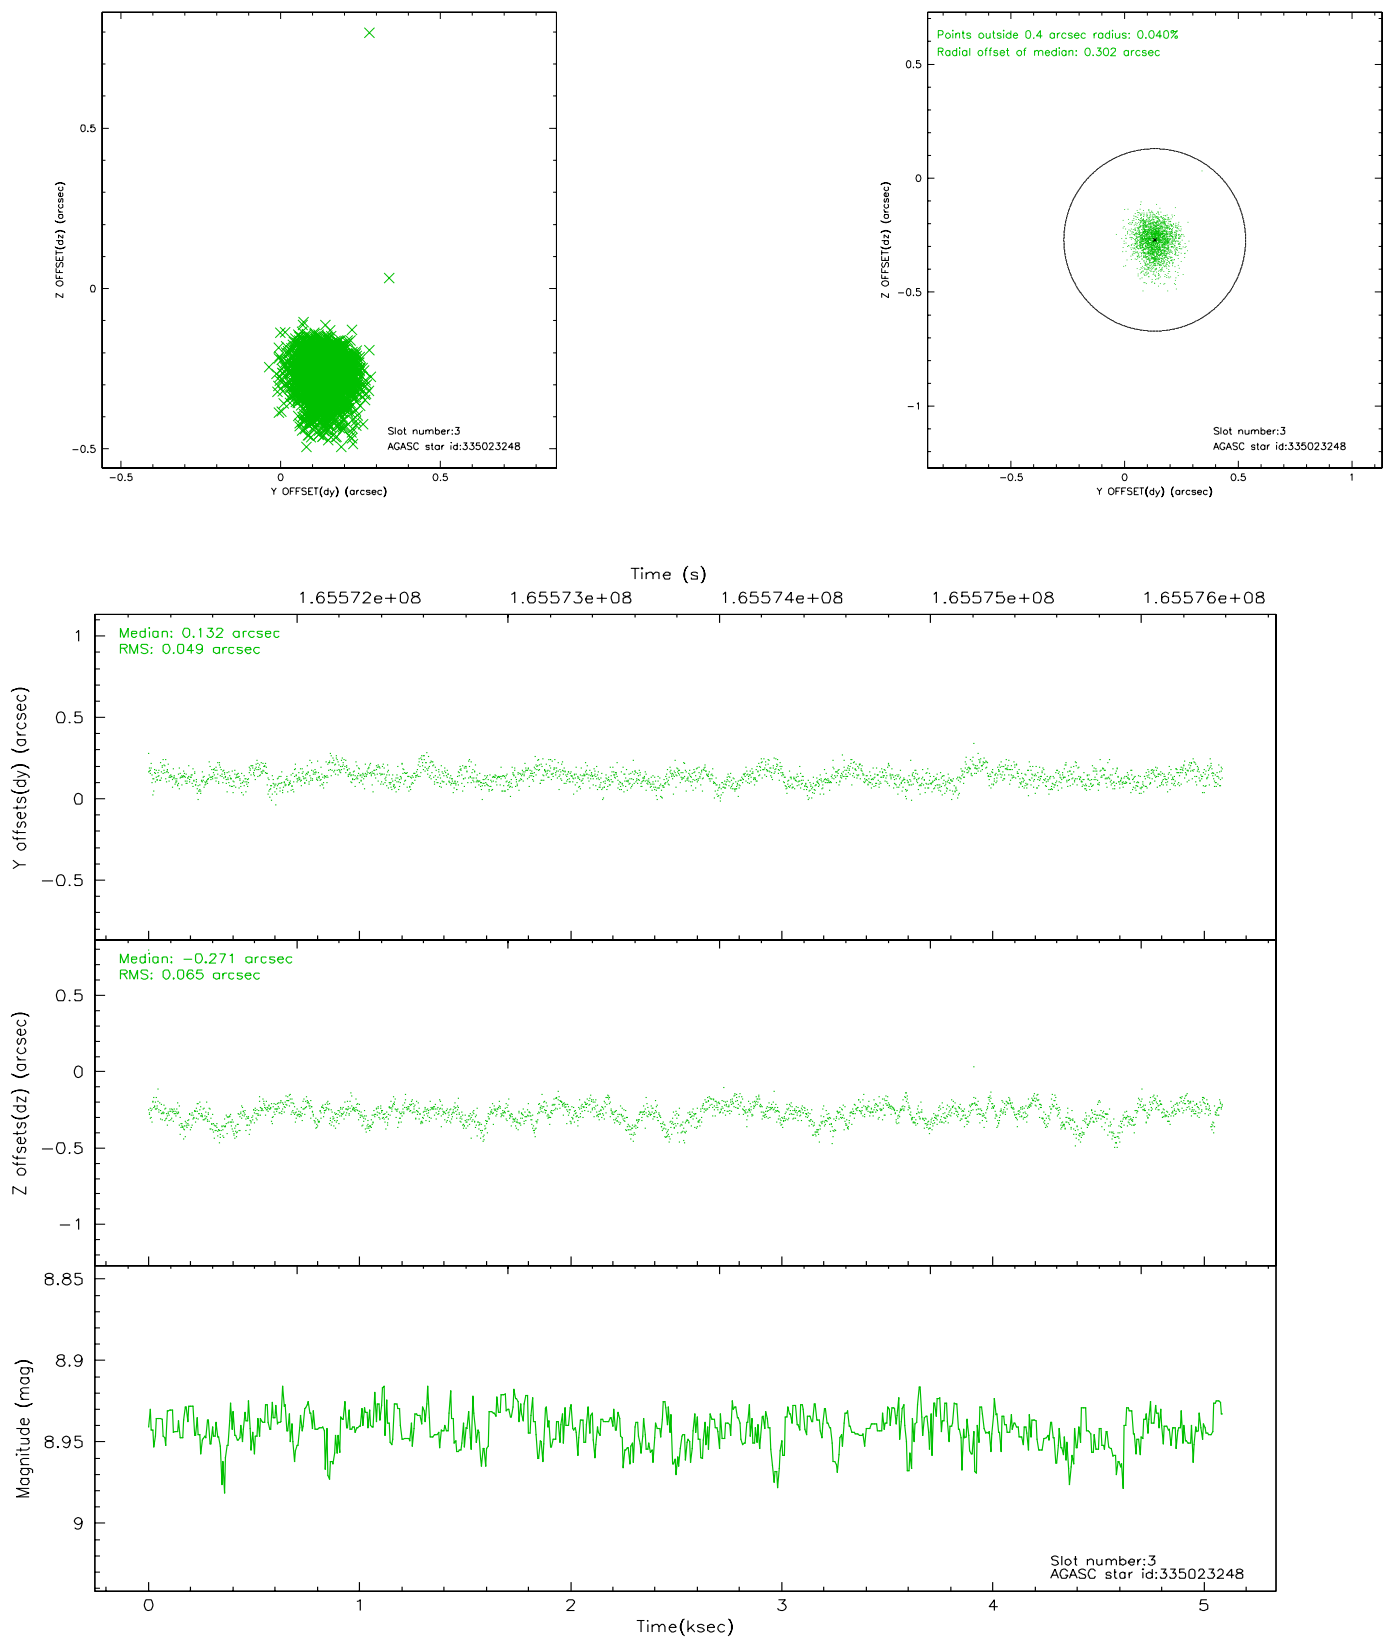 0.5
0
−0.5
Z OFFSET(dz) (arcsec)
Slot number:3
AGASC star id:335023248
−0.5
0
0.5
Y OFFSET(dy) (arcsec)
Points outside 0.4 arcsec radius: 0.040%
Radial offset of median: 0.302 arcsec
0.5
0
−0.5
−1
Z OFFSET(dz) (arcsec)
Slot number:3
AGASC star id:335023248
−0.5
0
0.5
1
Y OFFSET(dy) (arcsec)
Time (s)
1.65572e+08
1.65573e+08
1.65574e+08
1.65575e+08
1.65576e+08
Median: 0.132 arcsec
RMS: 0.049 arcsec
1
0.5
0
−0.5
Y offsets(dy) (arcsec)
Median: −0.271 arcsec
RMS: 0.065 arcsec
0.5
0
−0.5
−1
Z offsets(dz) (arcsec)
8.85
8.9
8.95
9
Magnitude (mag)
Slot number:3
AGASC star id:335023248
0
1
2
3
4
5
Time(ksec)